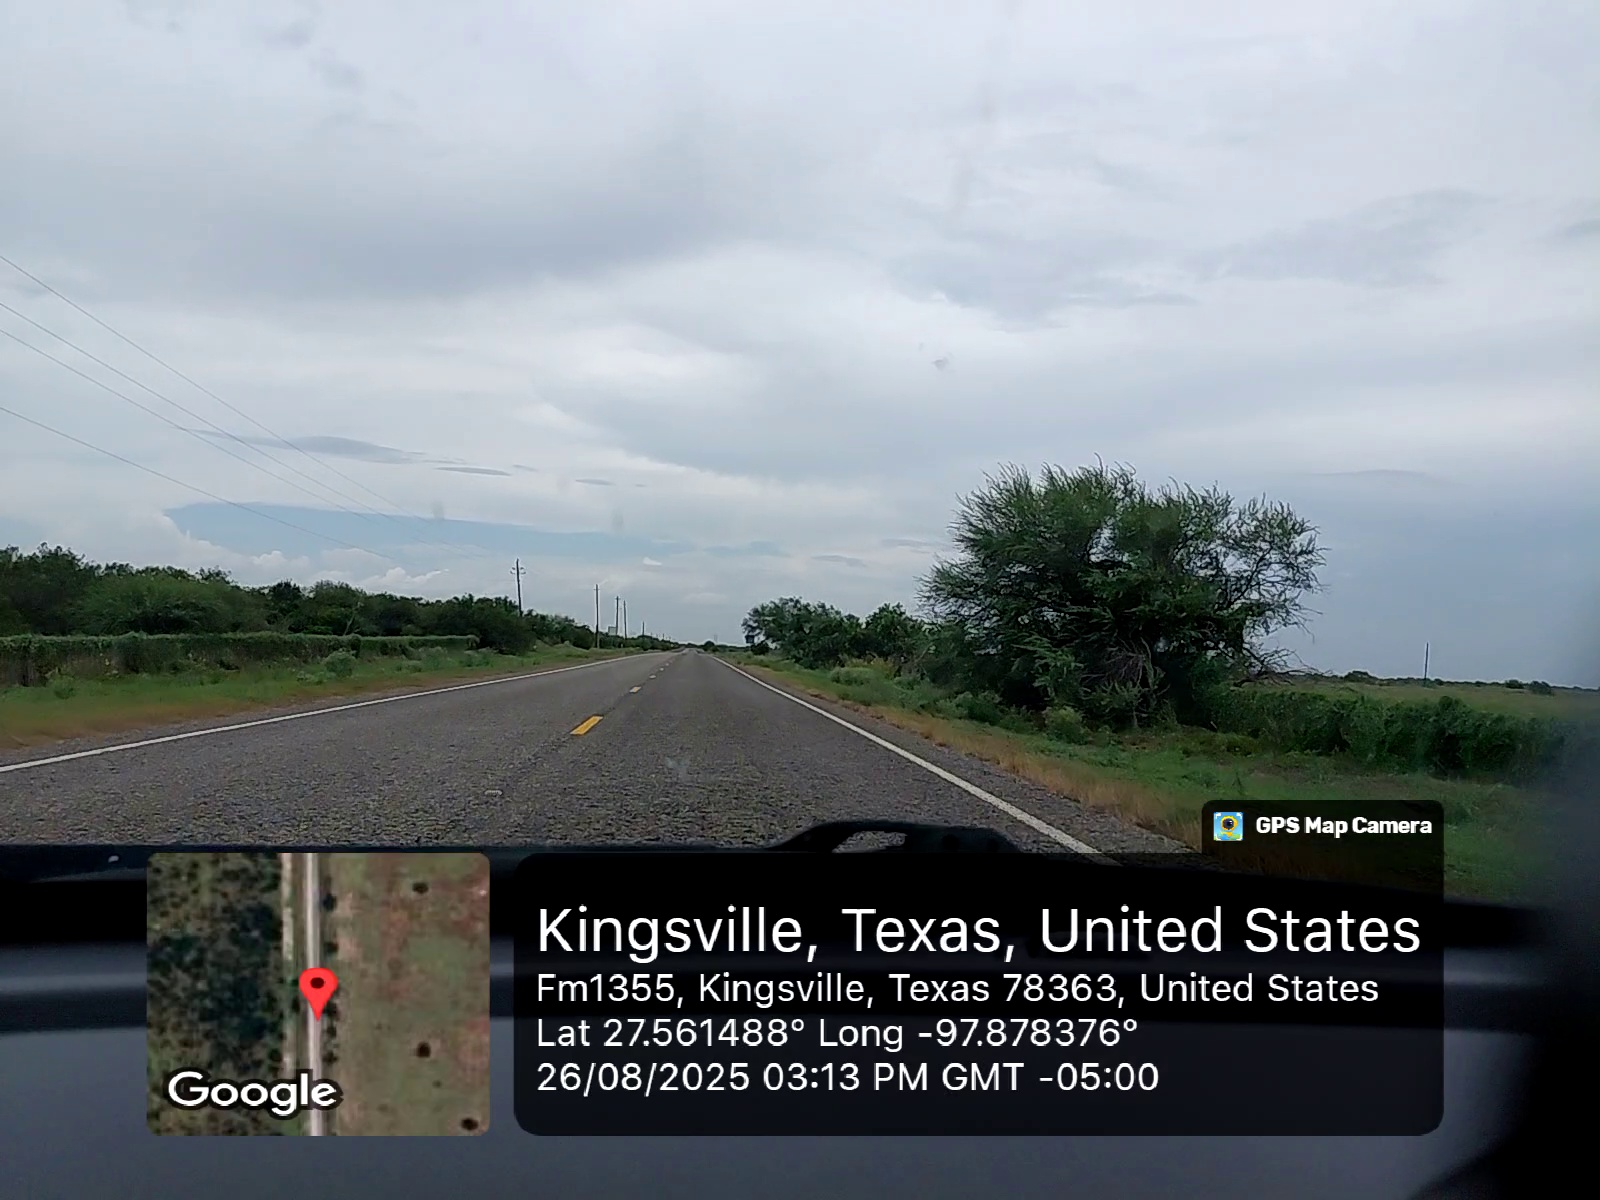 GPS Map Camera
Kingsville, Texas, United States
Fm1355, Kingsville, Texas 78363, United States
Lat 27.561488° Long -97.878376°
26/08/2025 03:13 PM GMT -05:00
Google